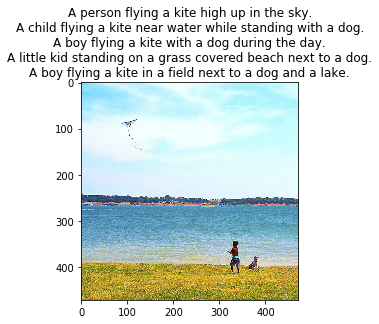 A person flying a kite high up in the sky.
A child flying a kite near water while standing with a dog.
A boy flying a kite with a dog during the day.
A little kid standing on a grass covered beach next to a dog.
A boy flying a kite in a field next to a dog and a lake.
0
100
200
300
400
0 100 200 300 400